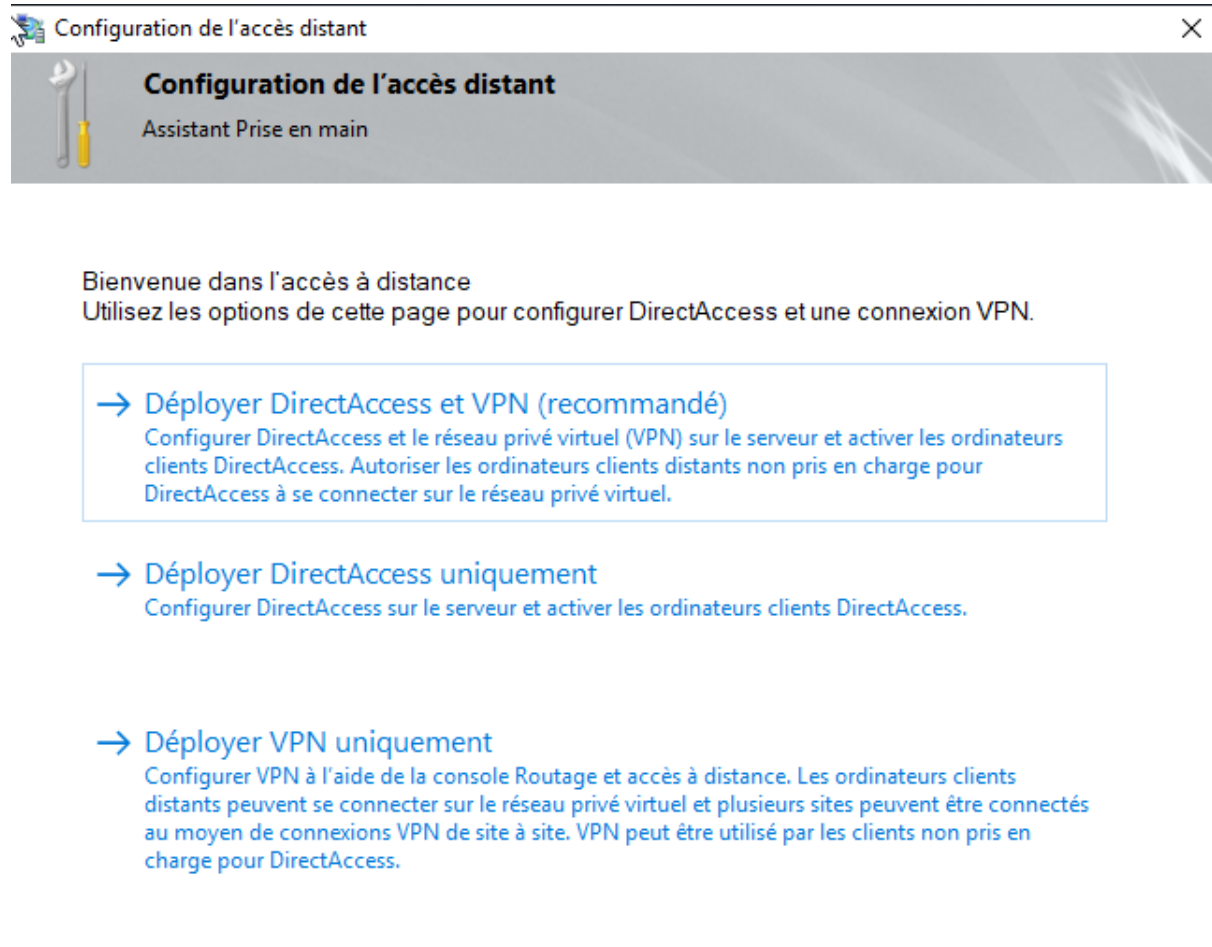 Configuration de l'accès distant
Configuration de l'accès distant
Assistant Prise en main
Bienvenue dans l'accès à distance
Utilisez les options de cette page pour configurer DirectAccess et une connexion VPN.
Déployer DirectAccess et VPN (recommandé)
Configurer DirectAccess et le réseau privé virtuel (VPN) sur le serveur et activer les ordinateurs
clients DirectAccess. Autoriser les ordinateurs clients distants non pris en charge pour
DirectAccess à se connecter sur le réseau privé virtuel.
Déployer DirectAccess uniquement
Configurer DirectAccess sur le serveur et activer les ordinateurs clients DirectAccess.
Déployer VPN uniquement
Configurer VPN à l'aide de la console Routage et accès à distance. Les ordinateurs clients
distants peuvent se connecter sur le réseau privé virtuel et plusieurs sites peuvent être connectés
au moyen de connexions VPN de site à site. VPN peut être utilisé par les clients non pris en
charge pour DirectAccess.